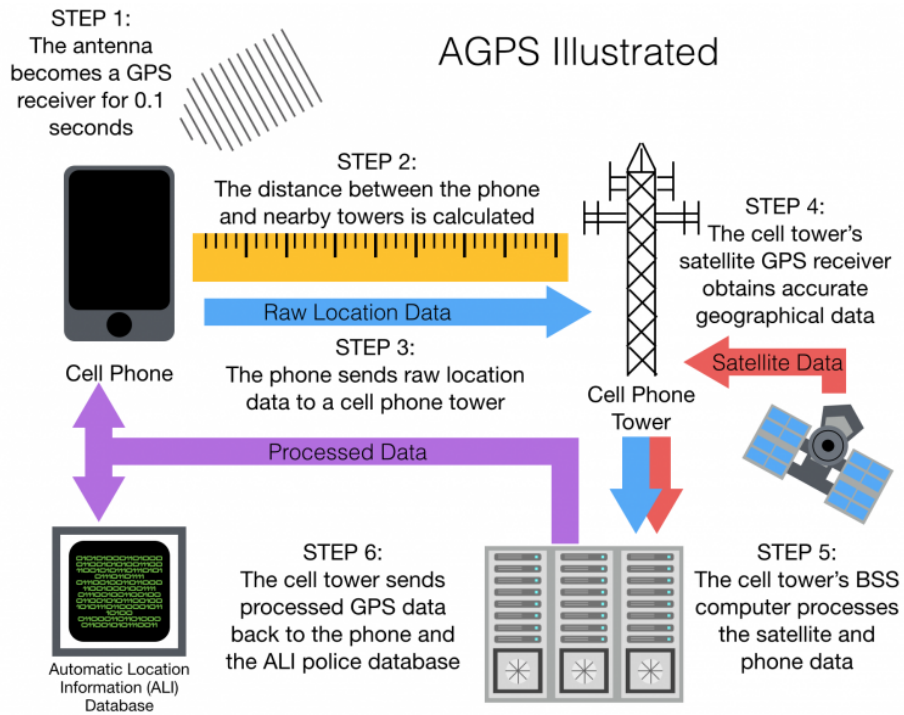 AGPS Illustrated
STEP 1:
The antenna
becomes a GPS
receiver for 0.1
seconds
STEP 2:
The distance between the phone
and nearby towers is calculated
Raw Location Data
STEP 3:
The phone sends raw location
data to a cell phone tower
Cell Phone
Cell Phone
Tower
STEP 4:
The cell tower's
satellite GPS receiver
obtains accurate
geographical data
Satellite Data
Processed Data
STEP 5:
The cell tower's BSS
computer processes
the satellite and
phone data
STEP 6:
The cell tower sends
processed GPS data
back to the phone and
the ALI police database
Automatic Location
Information (ALI)
Database